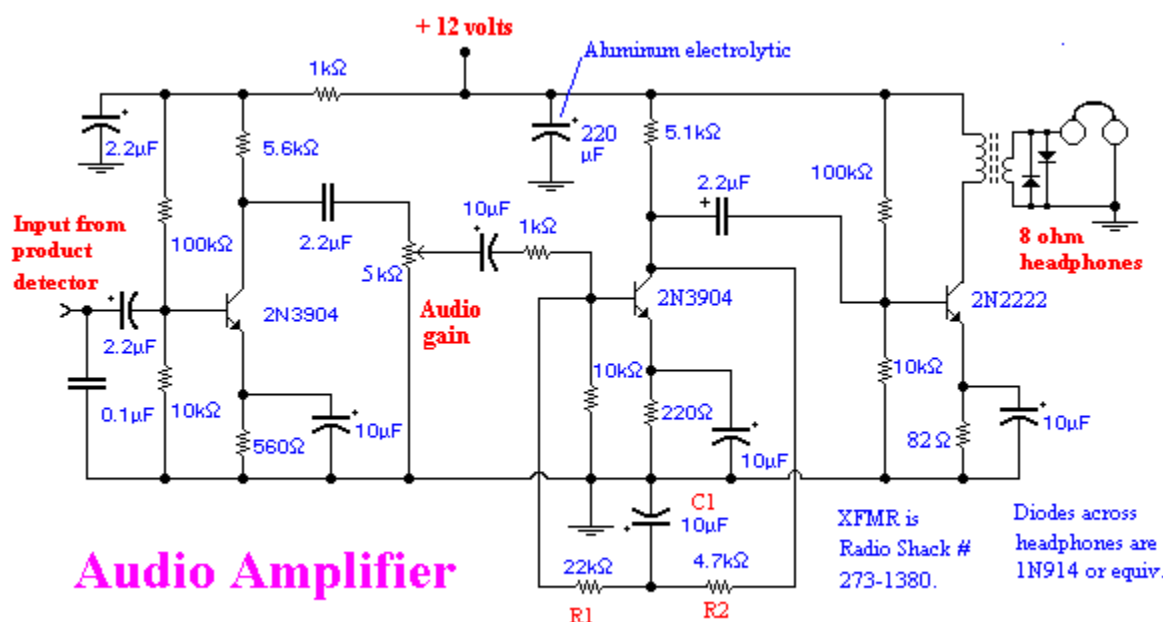 + 12 volts
Aluminum electrolytic
1kΩ
2.2µF
5.6kΩ
220
µF
5.1kΩ
2.2µF
+
100kΩ
8 ohm
headphones
Input from
product
detector
100kΩ
2.2µF
10µF
1kΩ
5kΩ
Audio
gain
2N3904
2N3904
2N2222
2.2µF
0.1µF
10kΩ
560Ω
10µF
10kΩ
220Ω
10µF
10kΩ
82Ω
10µF
C1
10µF
XFMR is
Radio Shack #
273-1380.
Diodes across
headphones are
1N914 or equiv.
Audio Amplifier
22kΩ
4.7kΩ
R1
R2